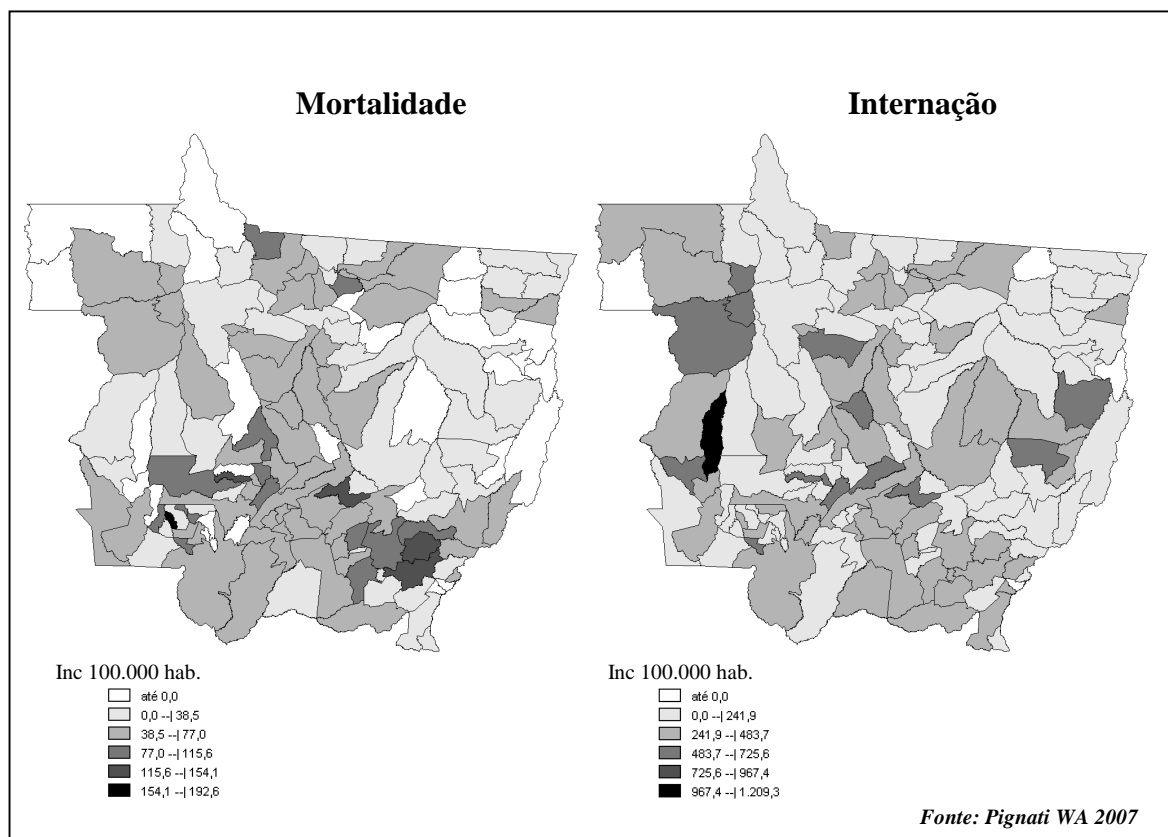 Mortalidade
Internação
Inc 100.000 hab.
até 0,0
0,0 --| 38,5
38,5 --| 77,0
77,0 --| 115,6
115,6 --| 154,1
154,1 --| 192,6
Inc 100.000 hab.
até 0,0
0,0 --| 241,9
241,9 --| 483,7
483,7 --| 725,6
725,6 --| 967,4
967,4 --| 1.209,3
Fonte: Pignati WA 2007